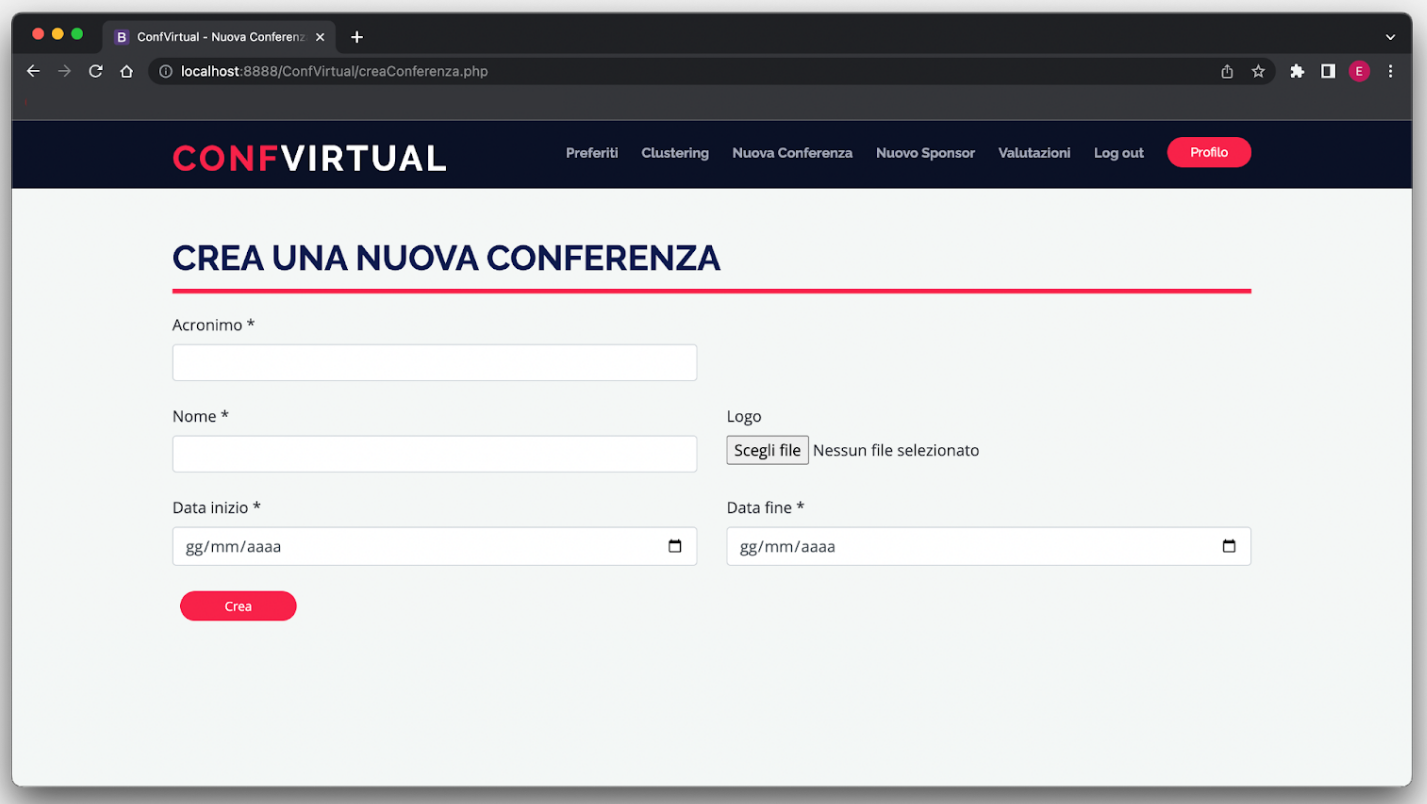 B ConfVirtual - Nuova Conferenz
localhost:8888/ConfVirtual/creaConferenza.php
E
CONFVIRTUAL
Preferiti Clustering Nuova Conferenza Nuovo Sponsor Valutazioni Log out Profilo
CREA UNA NUOVA CONFERENZA
Acronimo *
Nome * Logo
Scegli file Nessun file selezionato
Data inizio * Data fine *
gg/mm/aaaa gg/mm/aaaa
Crea